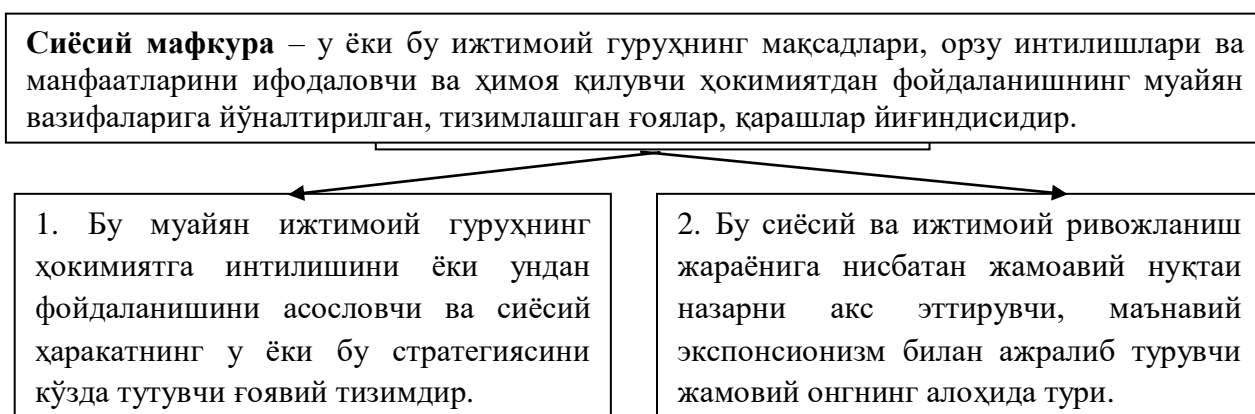 Сиёсий мафкура – у ёки бу ижтимоий гуруҳнинг мақсадлари, орзу интилишлари ва
манфаатларини ифодаловчи ва ҳимоя қилувчи ҳокимиятдан фойдаланишнинг муайян
вазифаларига йўналтирилган, тизимлашган ғоялар, қарашлар йиғиндисидир.
1. Бу муайян ижтимоий гуруҳнинг
ҳокимиятга интилишини ёки ундан
фойдаланишини асословчи ва сиёсий
ҳаракатнинг у ёки бу стратегиясини
кўзда тутувчи ғоявий тизимдир.
2. Бу сиёсий ва ижтимоий ривожланиш
жараёнига нисбатан жамоавий нуқтаи
назарни акс эттирувчи, маънавий
экспонсионизм билан ажралиб турувчи
жамовий онгнинг алоҳида тури.